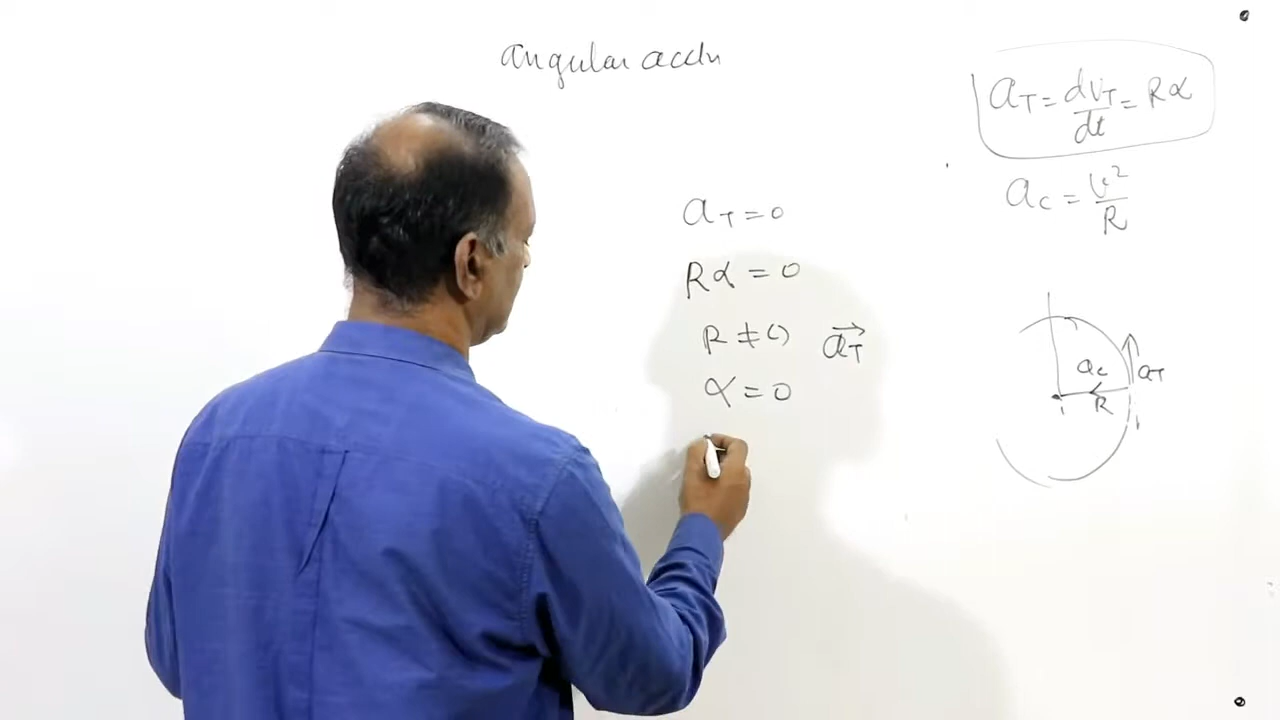 angular accln
a_T = dv_T/dt = Rα
a_c = v²/R
a_T = 0
Rα = 0
R ≠ 0
a⃗_T
α = 0
a_c
a_T
R